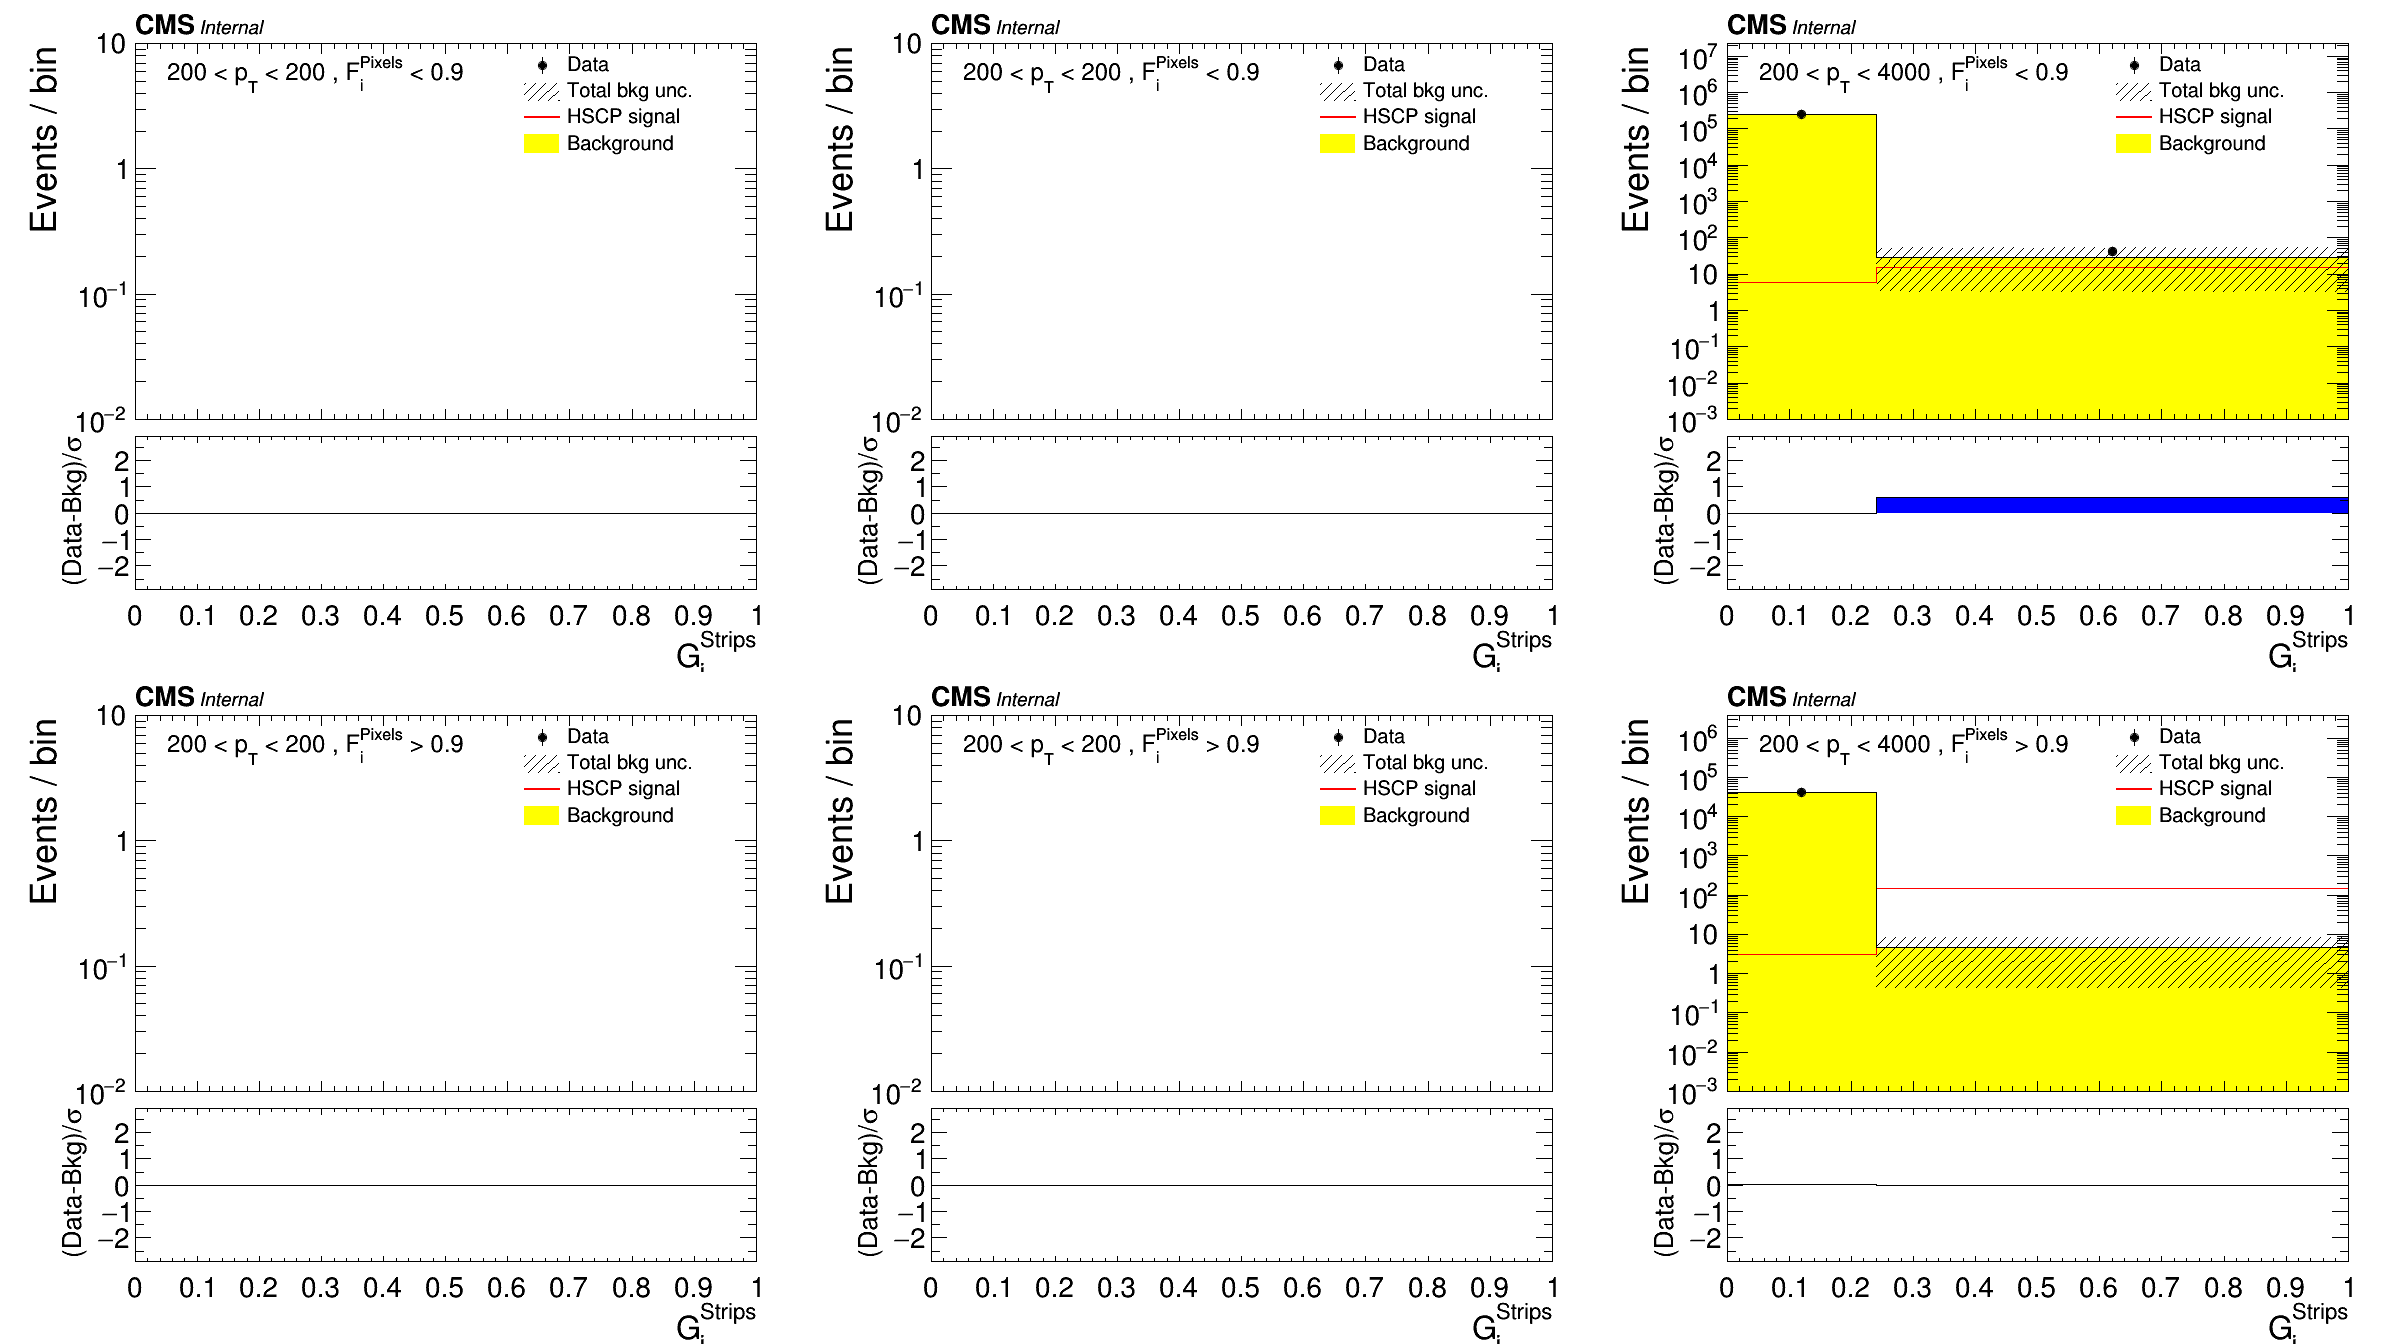 CMS Internal
Events / bin
200 < p_T < 200 , F_i^Pixels < 0.9
Data
Total bkg unc.
HSCP signal
Background
10
1
10^−1
10^−2
(Data-Bkg)/σ
2
1
0
−1
−2
0 0.1 0.2 0.3 0.4 0.5 0.6 0.7 0.8 0.9 1
G_i^Strips
CMS Internal
Events / bin
200 < p_T < 200 , F_i^Pixels < 0.9
Data
Total bkg unc.
HSCP signal
Background
10
1
10^−1
10^−2
(Data-Bkg)/σ
2
1
0
−1
−2
0 0.1 0.2 0.3 0.4 0.5 0.6 0.7 0.8 0.9 1
G_i^Strips
CMS Internal
Events / bin
200 < p_T < 4000 , F_i^Pixels < 0.9
Data
Total bkg unc.
HSCP signal
Background
10^7
10^6
10^5
10^4
10^3
10^2
10
1
10^−1
10^−2
10^−3
(Data-Bkg)/σ
2
1
0
−1
−2
0 0.1 0.2 0.3 0.4 0.5 0.6 0.7 0.8 0.9 1
G_i^Strips
CMS Internal
Events / bin
200 < p_T < 200 , F_i^Pixels > 0.9
Data
Total bkg unc.
HSCP signal
Background
10
1
10^−1
10^−2
(Data-Bkg)/σ
2
1
0
−1
−2
0 0.1 0.2 0.3 0.4 0.5 0.6 0.7 0.8 0.9 1
G_i^Strips
CMS Internal
Events / bin
200 < p_T < 200 , F_i^Pixels > 0.9
Data
Total bkg unc.
HSCP signal
Background
10
1
10^−1
10^−2
(Data-Bkg)/σ
2
1
0
−1
−2
0 0.1 0.2 0.3 0.4 0.5 0.6 0.7 0.8 0.9 1
G_i^Strips
CMS Internal
Events / bin
200 < p_T < 4000 , F_i^Pixels > 0.9
Data
Total bkg unc.
HSCP signal
Background
10^6
10^5
10^4
10^3
10^2
10
1
10^−1
10^−2
10^−3
(Data-Bkg)/σ
2
1
0
−1
−2
0 0.1 0.2 0.3 0.4 0.5 0.6 0.7 0.8 0.9 1
G_i^Strips